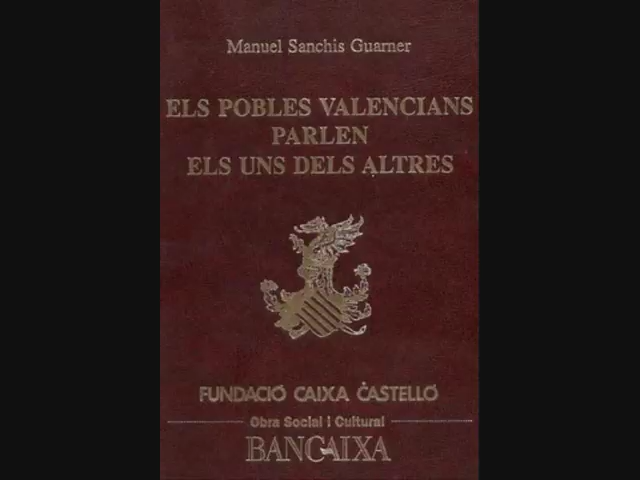 Manuel Sanchis Guarner
ELS POBLES VALENCIANS
PARLEN
ELS UNS DELS ALTRES
FUNDACIÓ CAIXA CASTELLÓ
Obra Social i Cultural
BANCAIXA